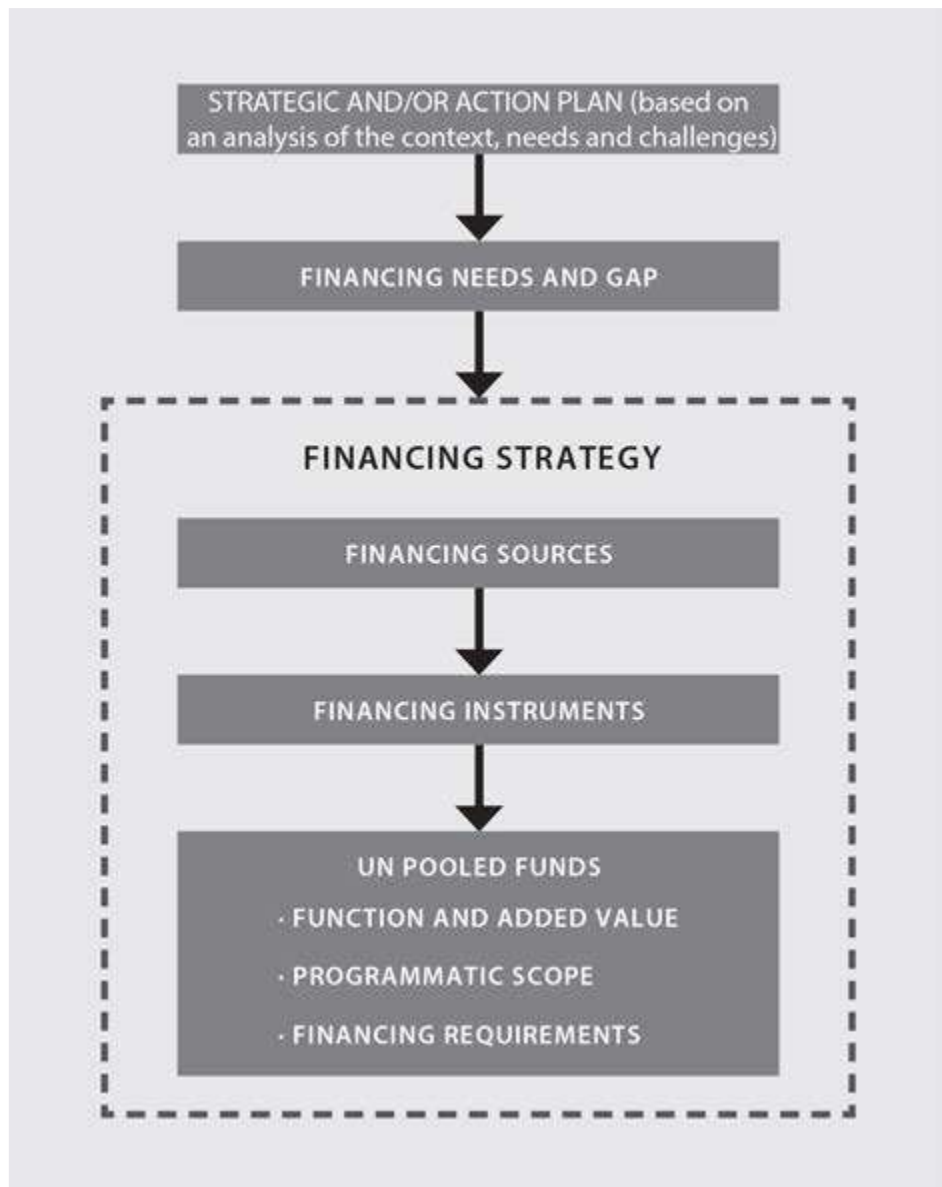 STRATEGIC AND/OR ACTION PLAN (based on
an analysis of the context, needs and challenges)
FINANCING NEEDS AND GAP
FINANCING STRATEGY
FINANCING SOURCES
FINANCING INSTRUMENTS
UN POOLED FUNDS
· FUNCTION AND ADDED VALUE
· PROGRAMMATIC SCOPE
· FINANCING REQUIREMENTS